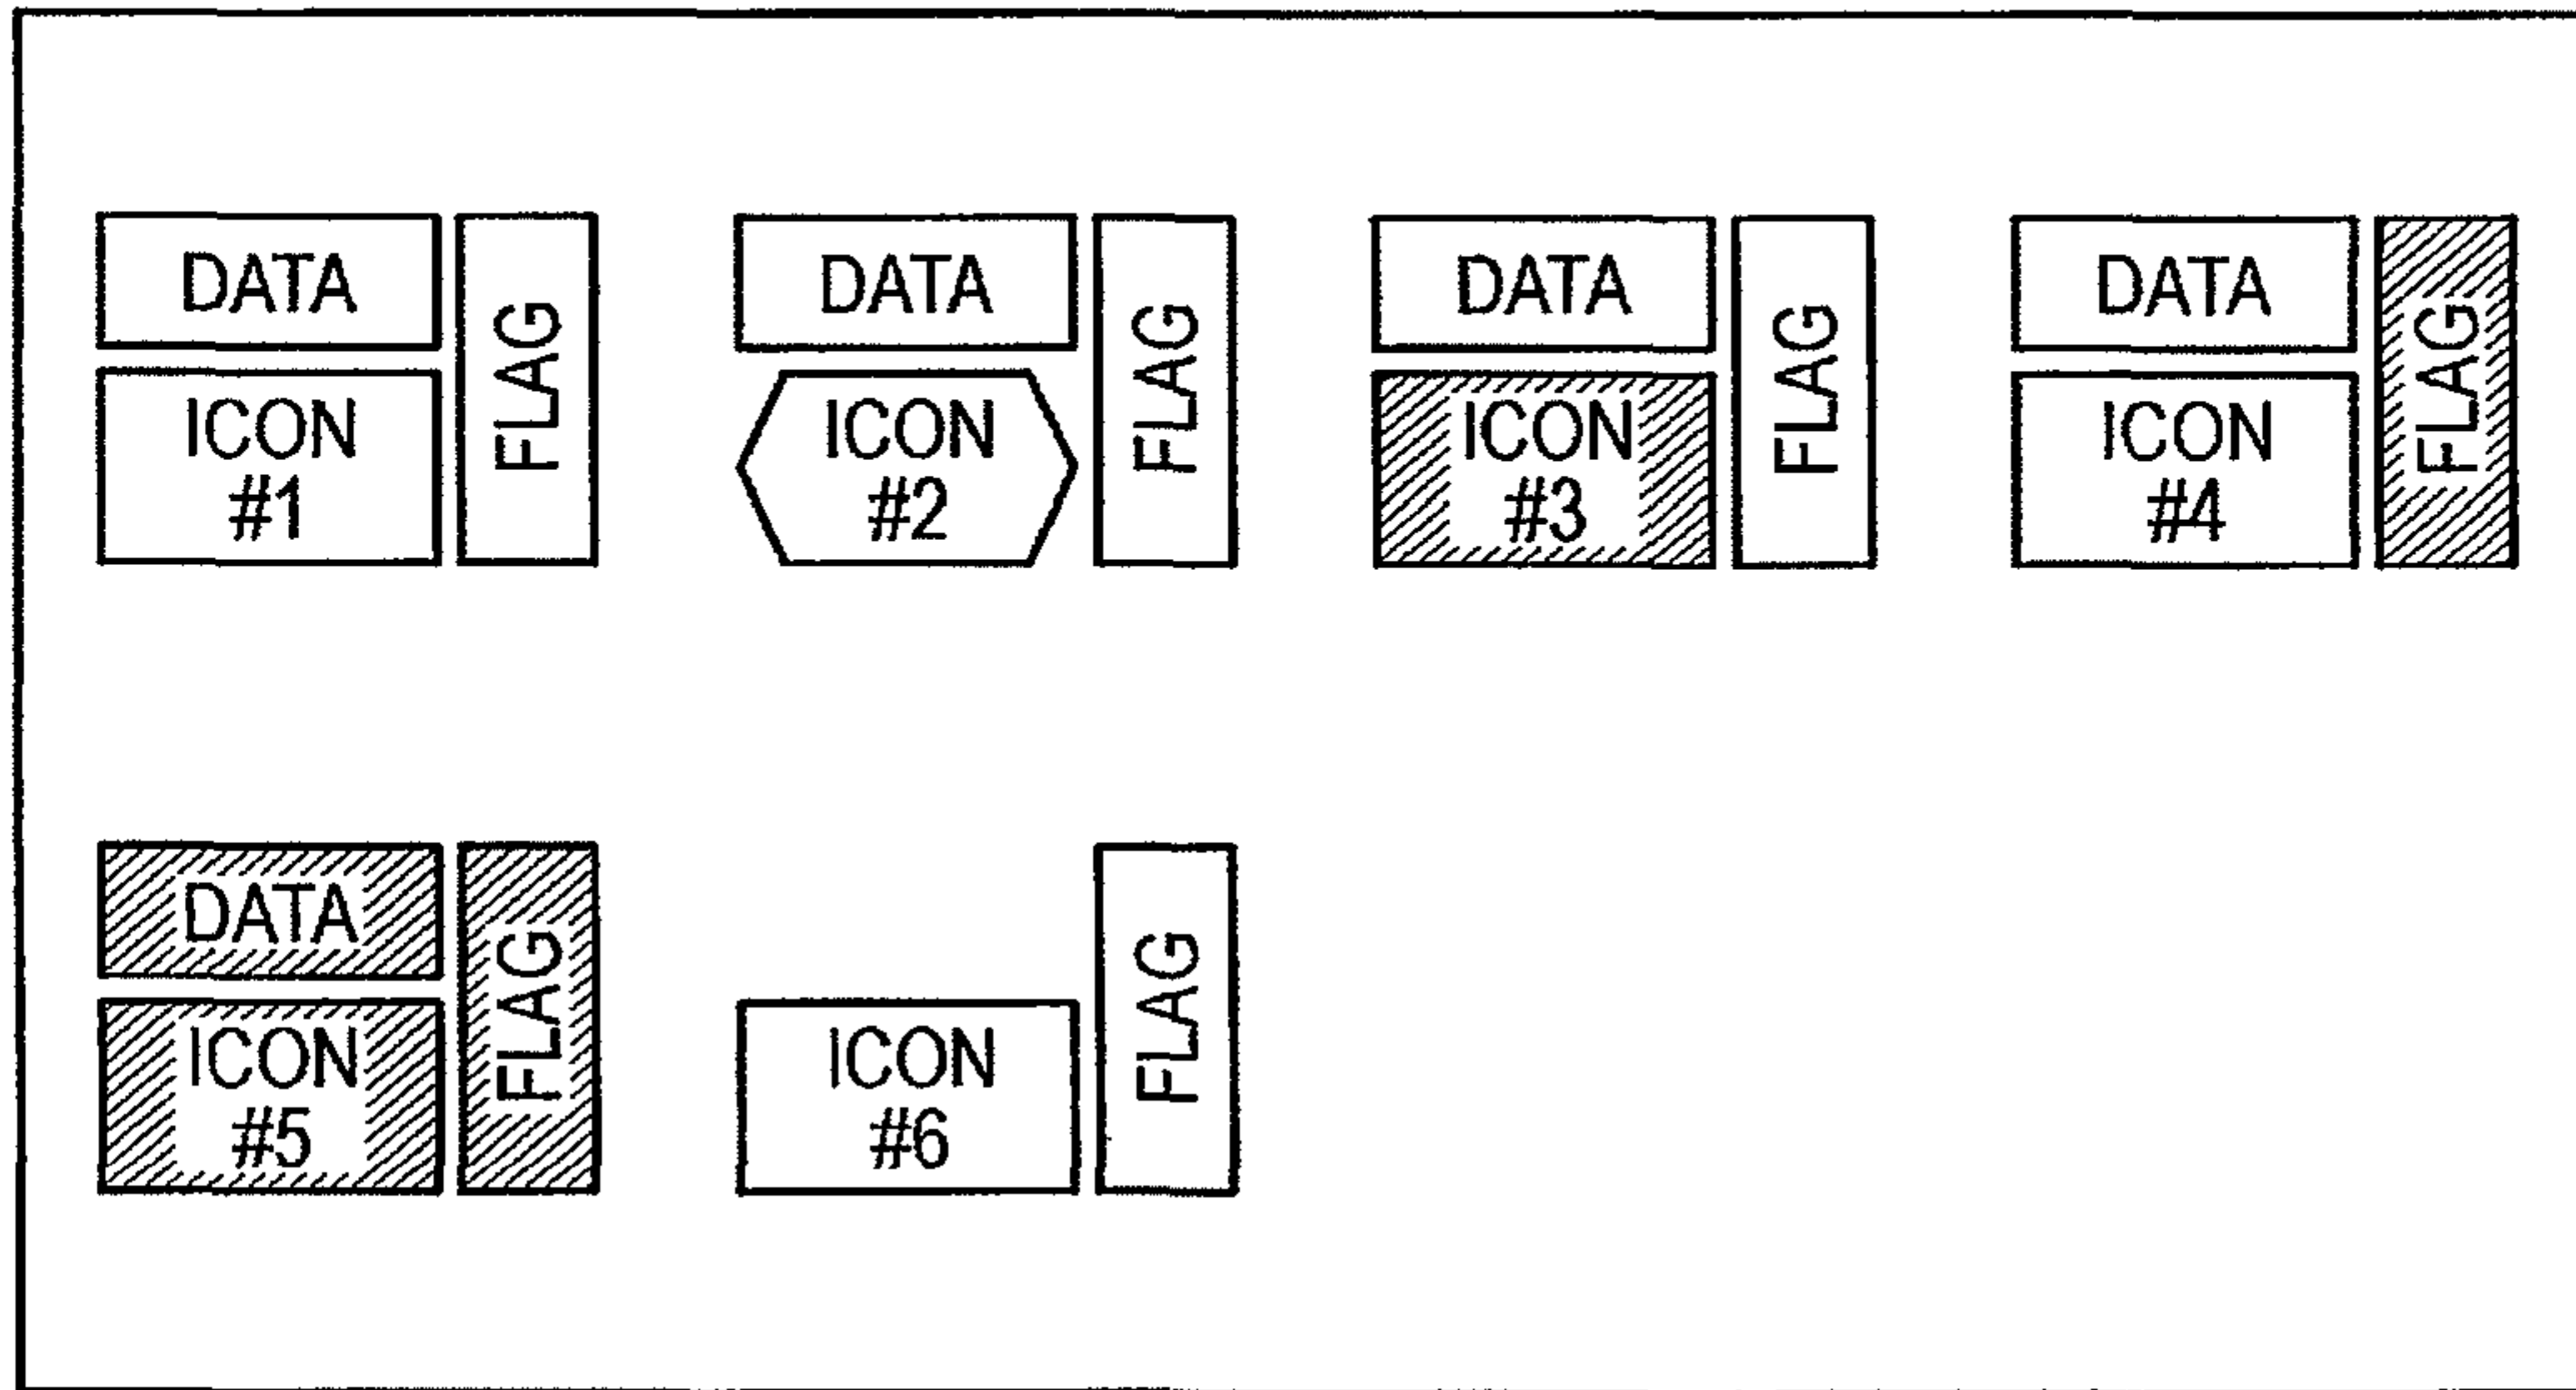 DATA
ICON
#1
FLAG
DATA
ICON
#2
FLAG
DATA
ICON
#3
FLAG
DATA
ICON
#4
FLAG
DATA
ICON
#5
FLAG
ICON
#6
FLAG